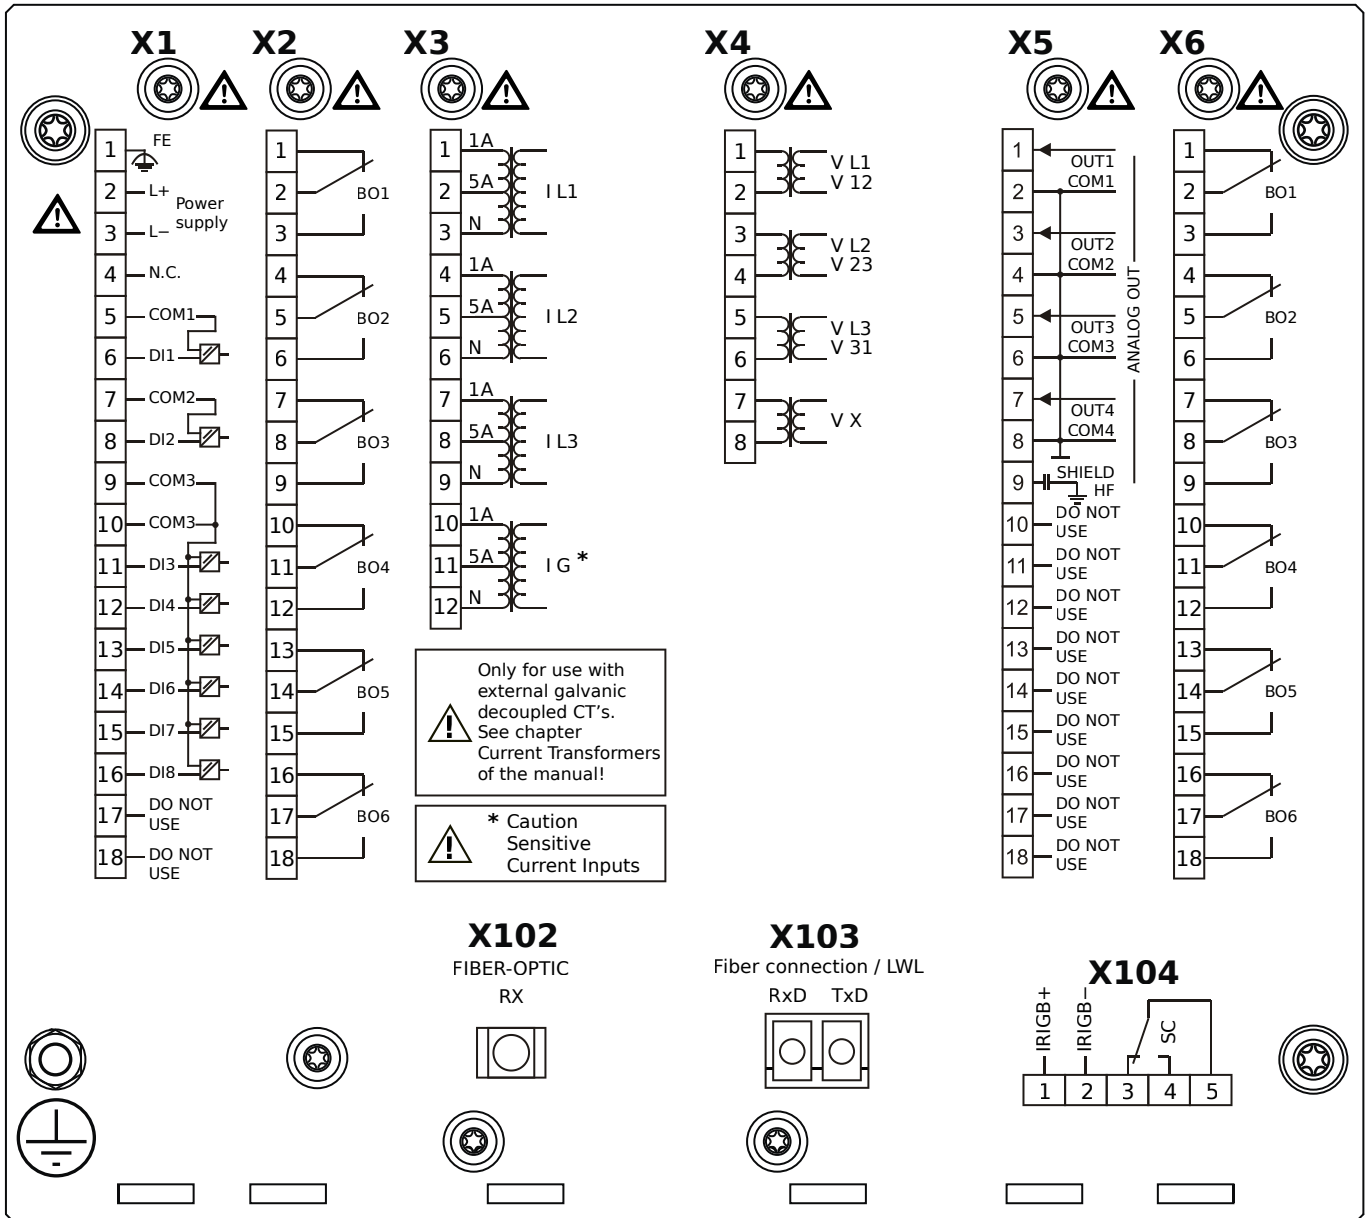 X1
X2
X3
X4
X5
X6
1
FE
2
L+
Power
supply
3
L−
4
N.C.
5
COM1
6
DI1
7
COM2
8
DI2
9
COM3
10
COM3
11
DI3
12
DI4
13
DI5
14
DI6
15
DI7
16
DI8
17
DO NOT
USE
18
DO NOT
USE
1
2
BO1
3
4
5
BO2
6
7
8
BO3
9
10
11
BO4
12
13
14
BO5
15
16
17
BO6
18
1
1A
2
5A
I L1
3
N
4
1A
5
5A
I L2
6
N
7
1A
8
5A
I L3
9
N
10
1A
11
5A
I G *
12
N
Only for use with
external galvanic
decoupled CT's.
See chapter
Current Transformers
of the manual!
* Caution
Sensitive
Current Inputs
1
V L1
2
V 12
3
V L2
4
V 23
5
V L3
6
V 31
7
V X
8
1
OUT1
2
COM1
3
OUT2
4
COM2
5
OUT3
6
COM3
7
OUT4
8
COM4
ANALOG OUT
9
SHIELD
HF
10
DO NOT
USE
11
DO NOT
USE
12
DO NOT
USE
13
DO NOT
USE
14
DO NOT
USE
15
DO NOT
USE
16
DO NOT
USE
17
DO NOT
USE
18
DO NOT
USE
1
2
BO1
3
4
5
BO2
6
7
8
BO3
9
10
11
BO4
12
13
14
BO5
15
16
17
BO6
18
X102
FIBER-OPTIC
RX
X103
Fiber connection / LWL
RxD TxD
X104
IRIGB+
IRIGB−
SC
1 2 3 4 5